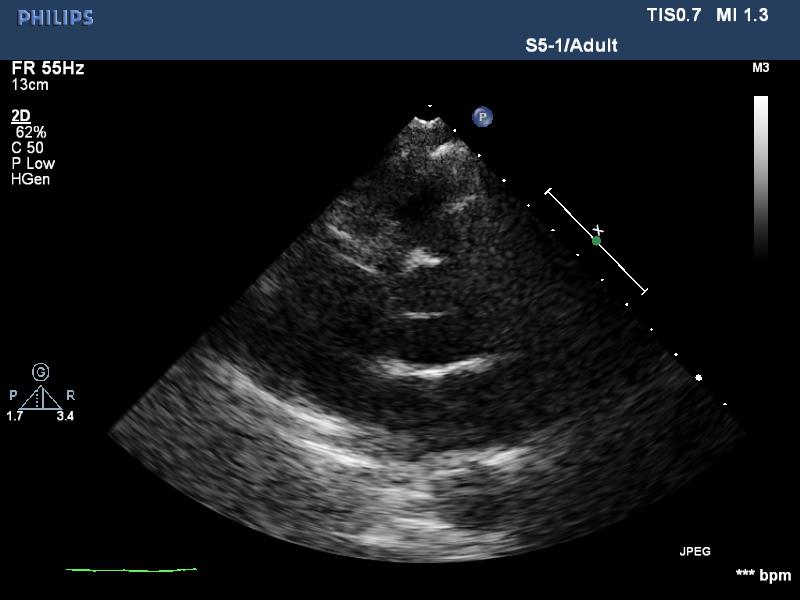 PHILIPS
TIS0.7 MI 1.3
S5-1/Adult
FR 55Hz
13cm
M3
P
2D
62%
C 50
P Low
HGen
G
P R
1.7 3.4
JPEG
*** bpm